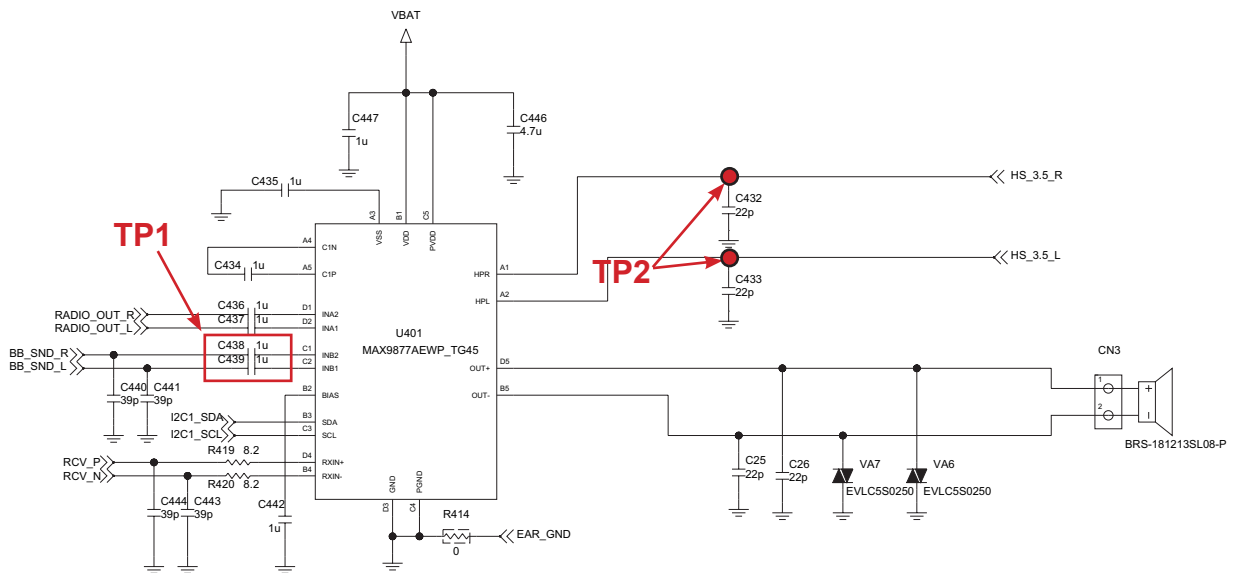 VBAT
C447
1u
C446
4.7u
C435 1u
HS_3.5_R
C432
22p
A3 B1 C5
VSS VDD PVDD
TP1
A4 C1N
HS_3.5_L
C434 1u
A5 C1P
HPR A1
TP2
C433
22p
HPL A2
C436 1u
RADIO_OUT_R
D1 INA2
C437
RADIO_OUT_L
D2 INA1
U401
MAX9877AEWP_TG45
C438 1u
BB_SND_R
C1 INB2
C439 1u
BB_SND_L
C2 INB1
OUT+ D5
CN3
1
+
2
C440 C441
39p 39p
B2 BIAS
OUT- B5
I2C1_SDA
B3 SDA
I2C1_SCL
C3 SCL
BRS-181213SL08-P
R419 8.2
RCV_P
D4 RXIN+
RCV_N
B4 RXIN-
R420 8.2
C25
22p
C26
22p
VA7
EVLC5S0250
VA6
EVLC5S0250
C444 C443
39p 39p
C442
1u
GND PGND
D3 C4
R414
0
EAR_GND